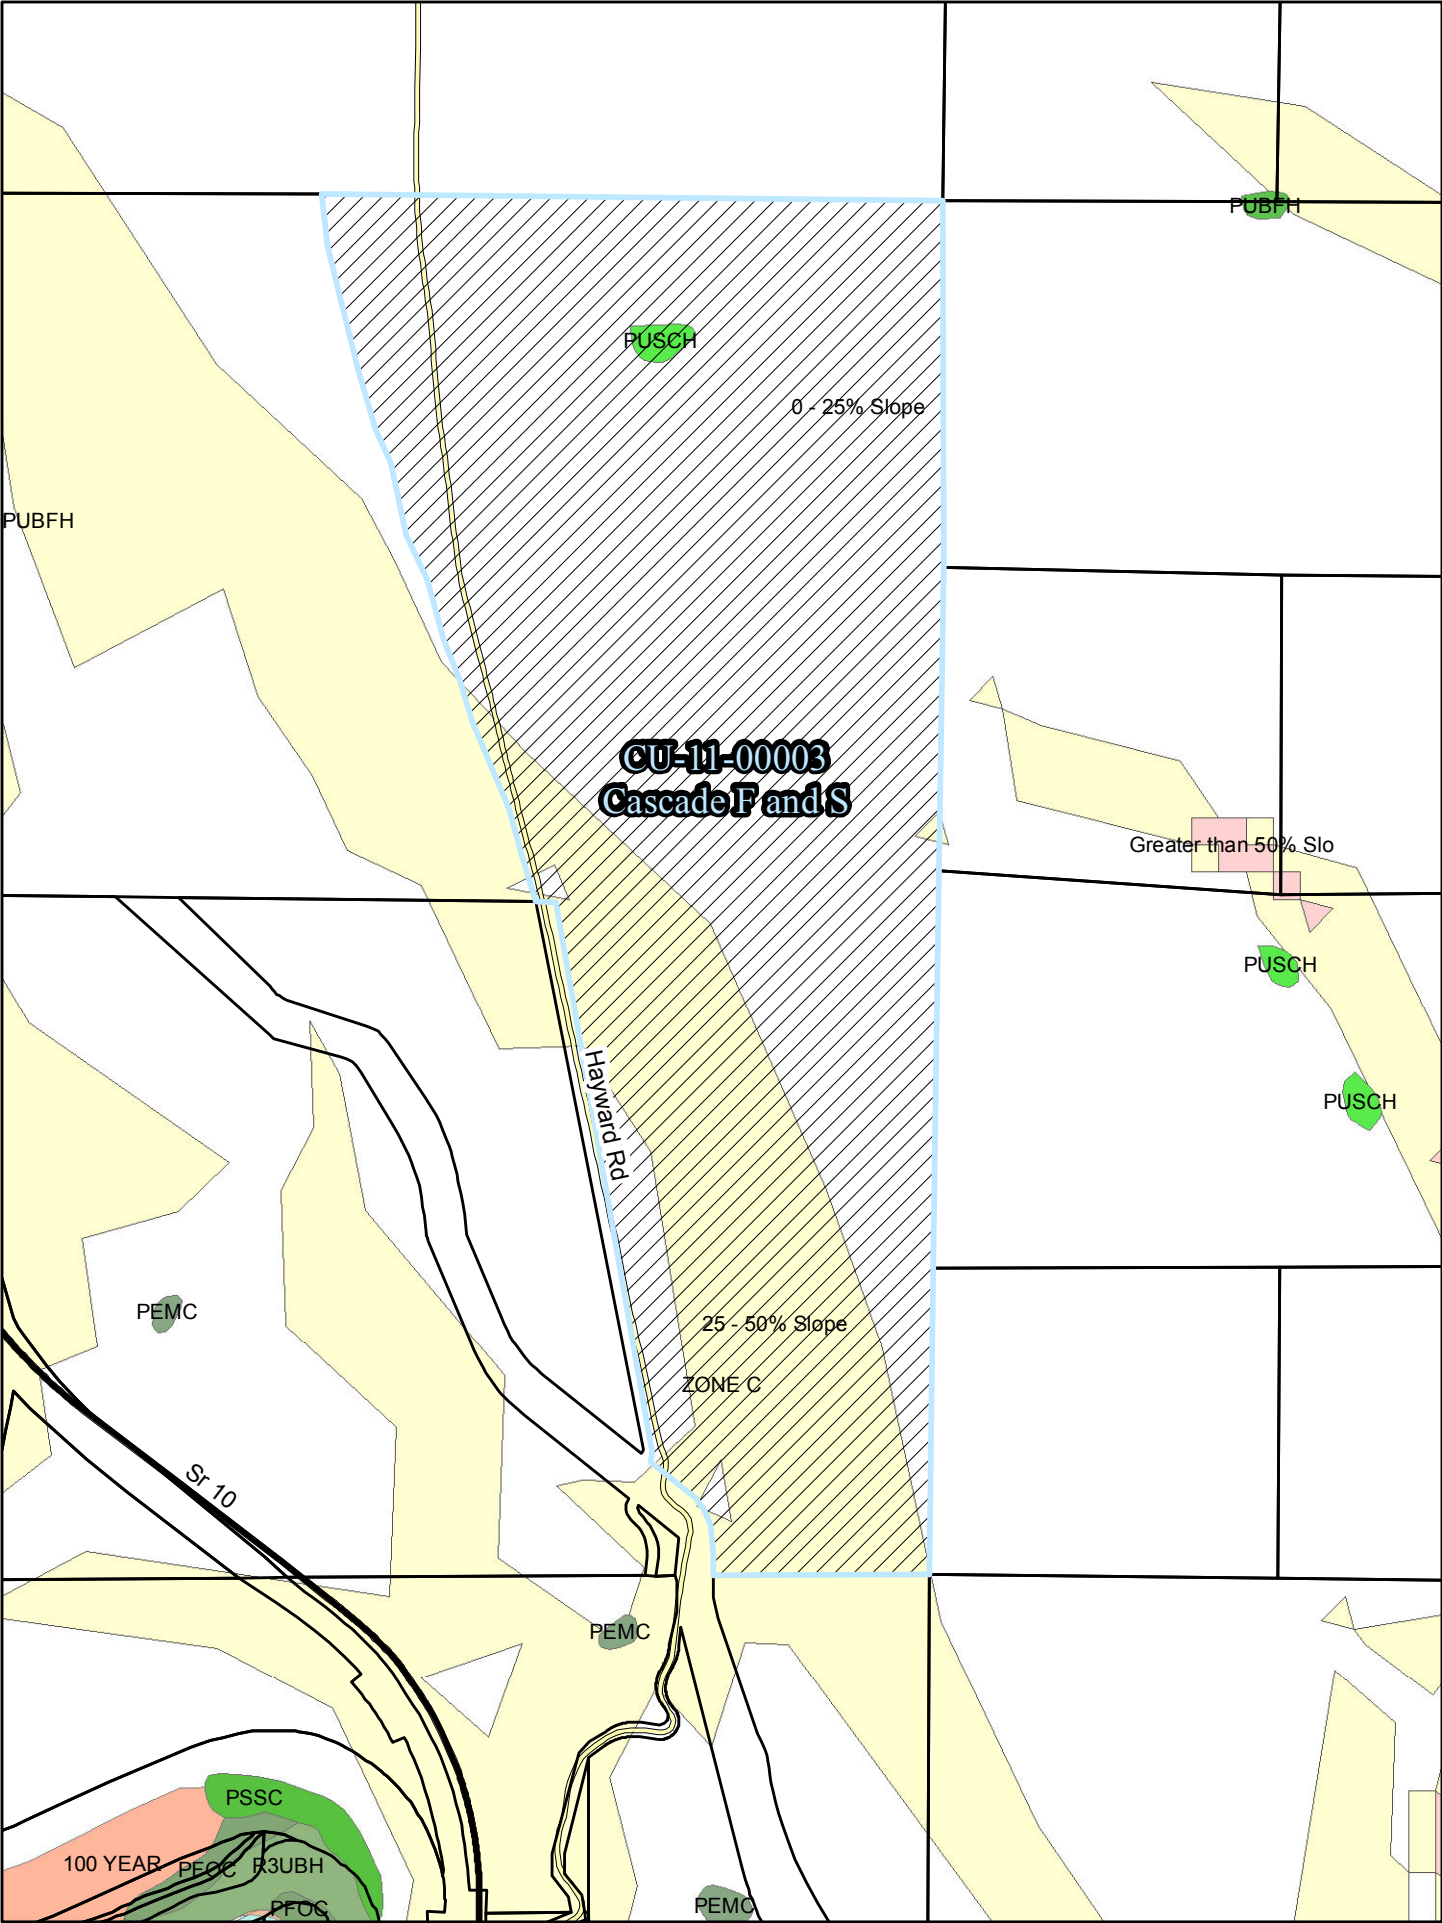 PUBFH
PUSCH
0 - 25% Slope
PUBFH
CU-11-00003
Cascade F and S
Greater than 50% Slo
PUSCH
Hayward Rd
PUSCH
PEMC
25 - 50% Slope
ZONE C
Sr 10
PEMC
PSSC
100 YEAR
PFOC
R3UBH
PFOC
PEMC